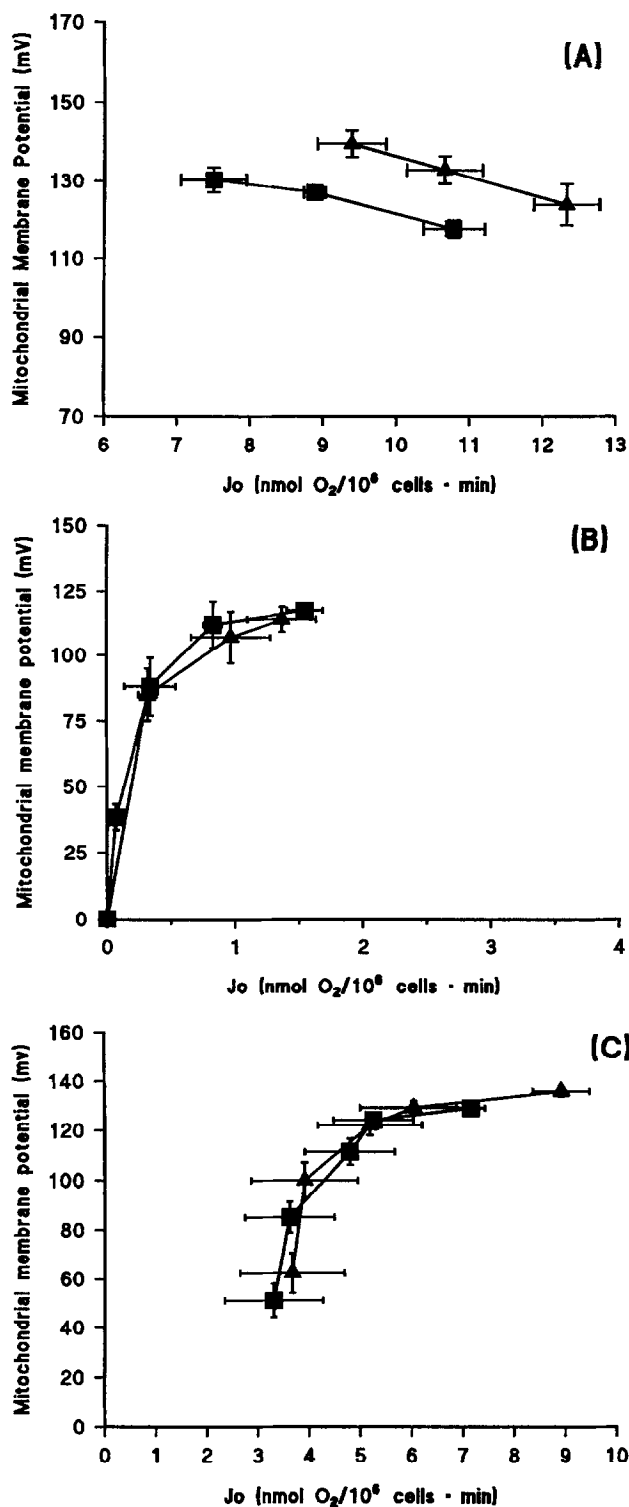 (A)
Mitochondrial Membrane Potential (mV)
170
150
130
110
90
70
6 7 8 9 10 11 12 13
Jo (nmol O₂/10⁶ cells · min)
(B)
Mitochondrial membrane potential (mV)
150
125
100
75
50
25
0
0 1 2 3 4
Jo (nmol O₂/10⁶ cells · min)
(C)
Mitochondrial membrane potential (mv)
160
140
120
100
80
60
40
20
0
0 1 2 3 4 5 6 7 8 9 10
Jo (nmol O₂/10⁶ cells · min)